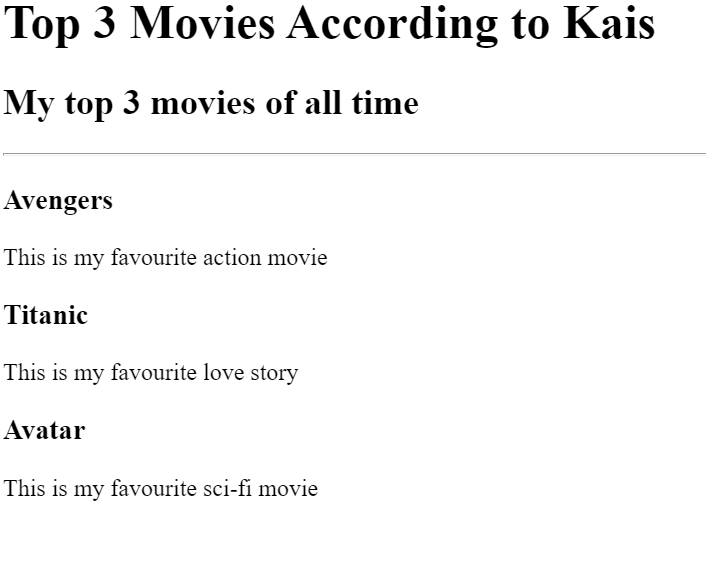 Top 3 Movies According to Kais
My top 3 movies of all time
Avengers
This is my favourite action movie
Titanic
This is my favourite love story
Avatar
This is my favourite sci-fi movie